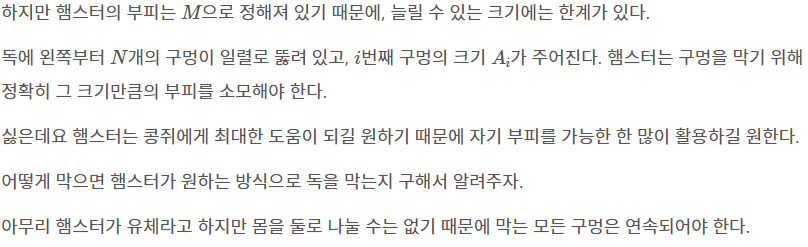 하지만 햄스터의 부피는 M으로 정해져 있기 때문에, 늘릴 수 있는 크기에는 한계가 있다.
독에 왼쪽부터 N개의 구멍이 일렬로 뚫려 있고, i번째 구멍의 크기 A_i가 주어진다. 햄스터는 구멍을 막기 위해
정확히 그 크기만큼의 부피를 소모해야 한다.
싫은데요 햄스터는 콩쥐에게 최대한 도움이 되길 원하기 때문에 자기 부피를 가능한 한 많이 활용하길 원한다.
어떻게 막으면 햄스터가 원하는 방식으로 독을 막는지 구해서 알려주자.
아무리 햄스터가 유체라고 하지만 몸을 둘로 나눌 수는 없기 때문에 막는 모든 구멍은 연속되어야 한다.